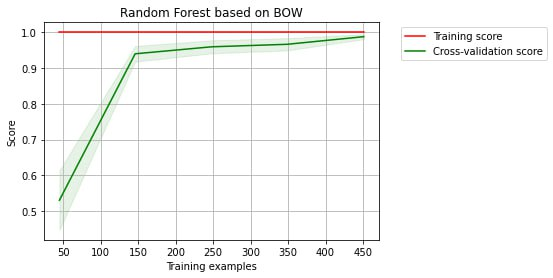 Random Forest based on BOW
Training score
Cross-validation score
1.0
0.9
0.8
0.7
0.6
0.5
Score
50 100 150 200 250 300 350 400 450
Training examples